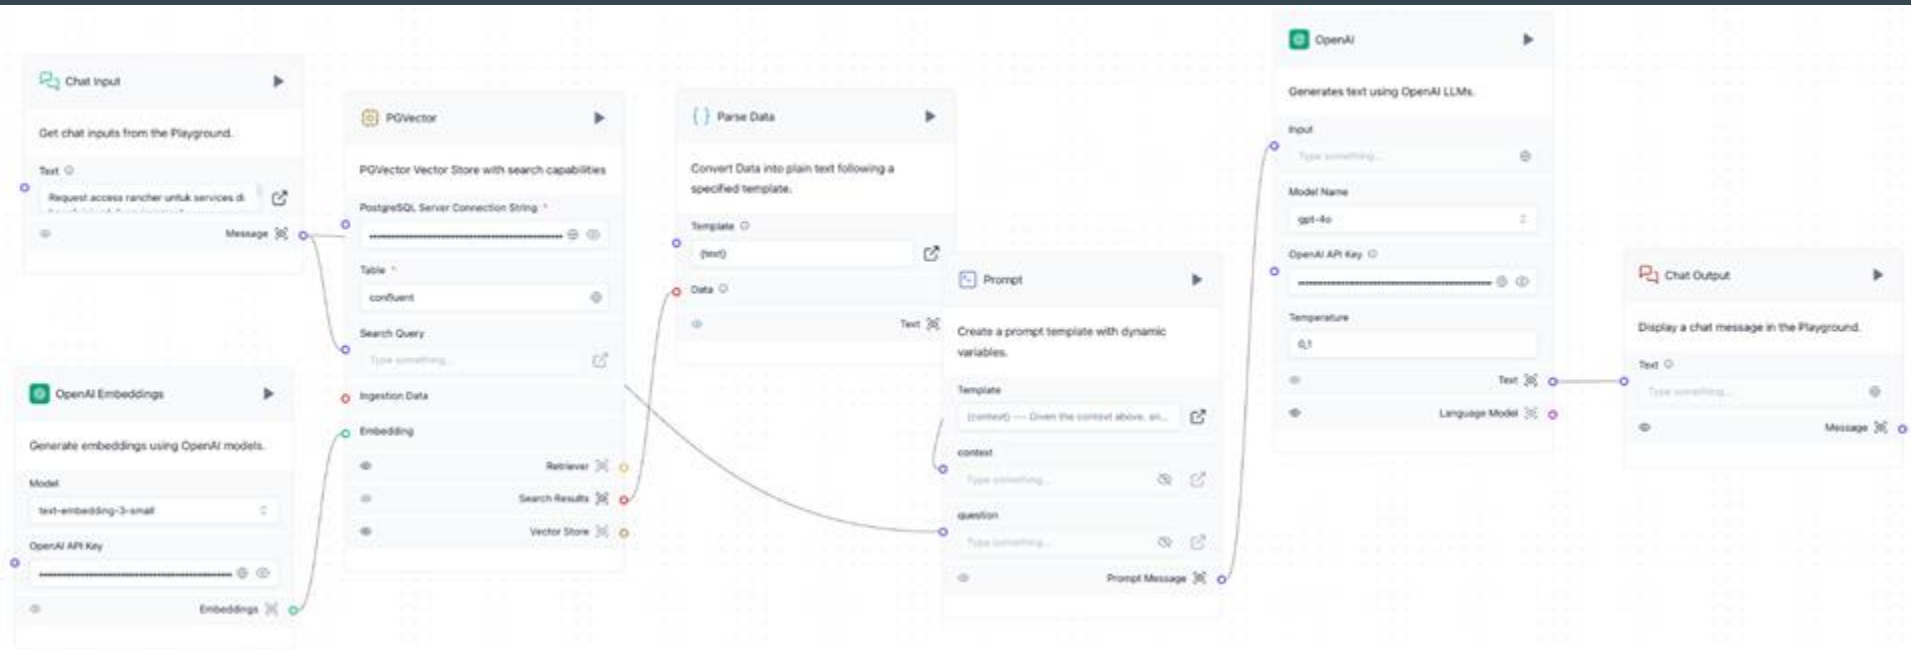 Chat Input
Get chat inputs from the Playground.
Text
Request access rancher untuk services di
Message
OpenAI Embeddings
Generate embeddings using OpenAI models.
Model
text-embedding-3-small
OpenAI API Key
Embeddings
PGVector
PGVector Vector Store with search capabilities
PostgreSQL Server Connection String *
Table *
confluent
Search Query
Type something...
Ingestion Data
Embedding
Retriever
Search Results
Vector Store
Parse Data
Convert Data into plain text following a
specified template.
Template
{text}
Data
Text
Prompt
Create a prompt template with dynamic
variables.
Template
{context} --- Given the context above, an...
context
Type something...
question
Type something...
Prompt Message
OpenAI
Generates text using OpenAI LLMs.
Input
Type something...
Model Name
gpt-4o
OpenAI API Key
Temperature
0,1
Text
Language Model
Chat Output
Display a chat message in the Playground.
Text
Type something...
Message